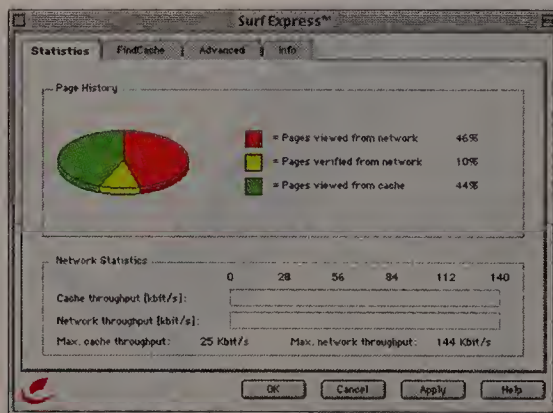 Surf Express™
Statistics FindCache Advanced Info
Page History
= Pages viewed from network 46%
= Pages verified from network 10%
= Pages viewed from cache 44%
Network Statistics
0 28 56 84 112 140
Cache throughput [kbit/s]:
Network throughput [kbit/s]:
Max. cache throughput: 25 Kbit/s Max. network throughput: 144 Kbit/s
OK Cancel Apply Help